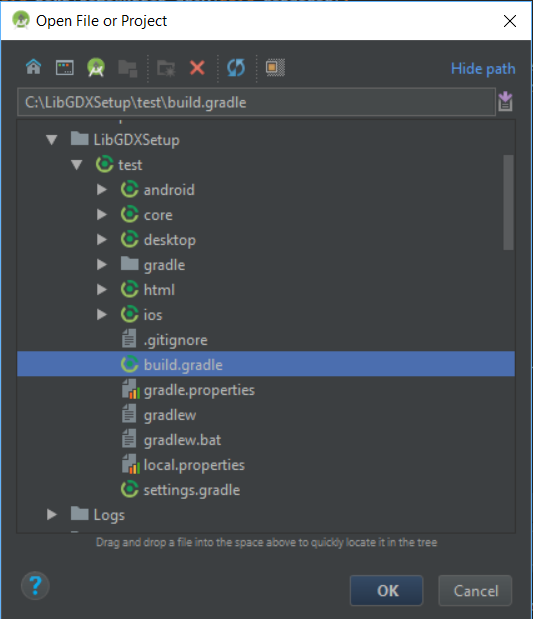 Open File or Project
Hide path
C:\LibGDXSetup\test\build.gradle
LibGDXSetup
test
android
core
desktop
gradle
html
ios
.gitignore
build.gradle
gradle.properties
gradlew
gradlew.bat
local.properties
settings.gradle
Logs
Drag and drop a file into the space above to quickly locate it in the tree
?
OK
Cancel